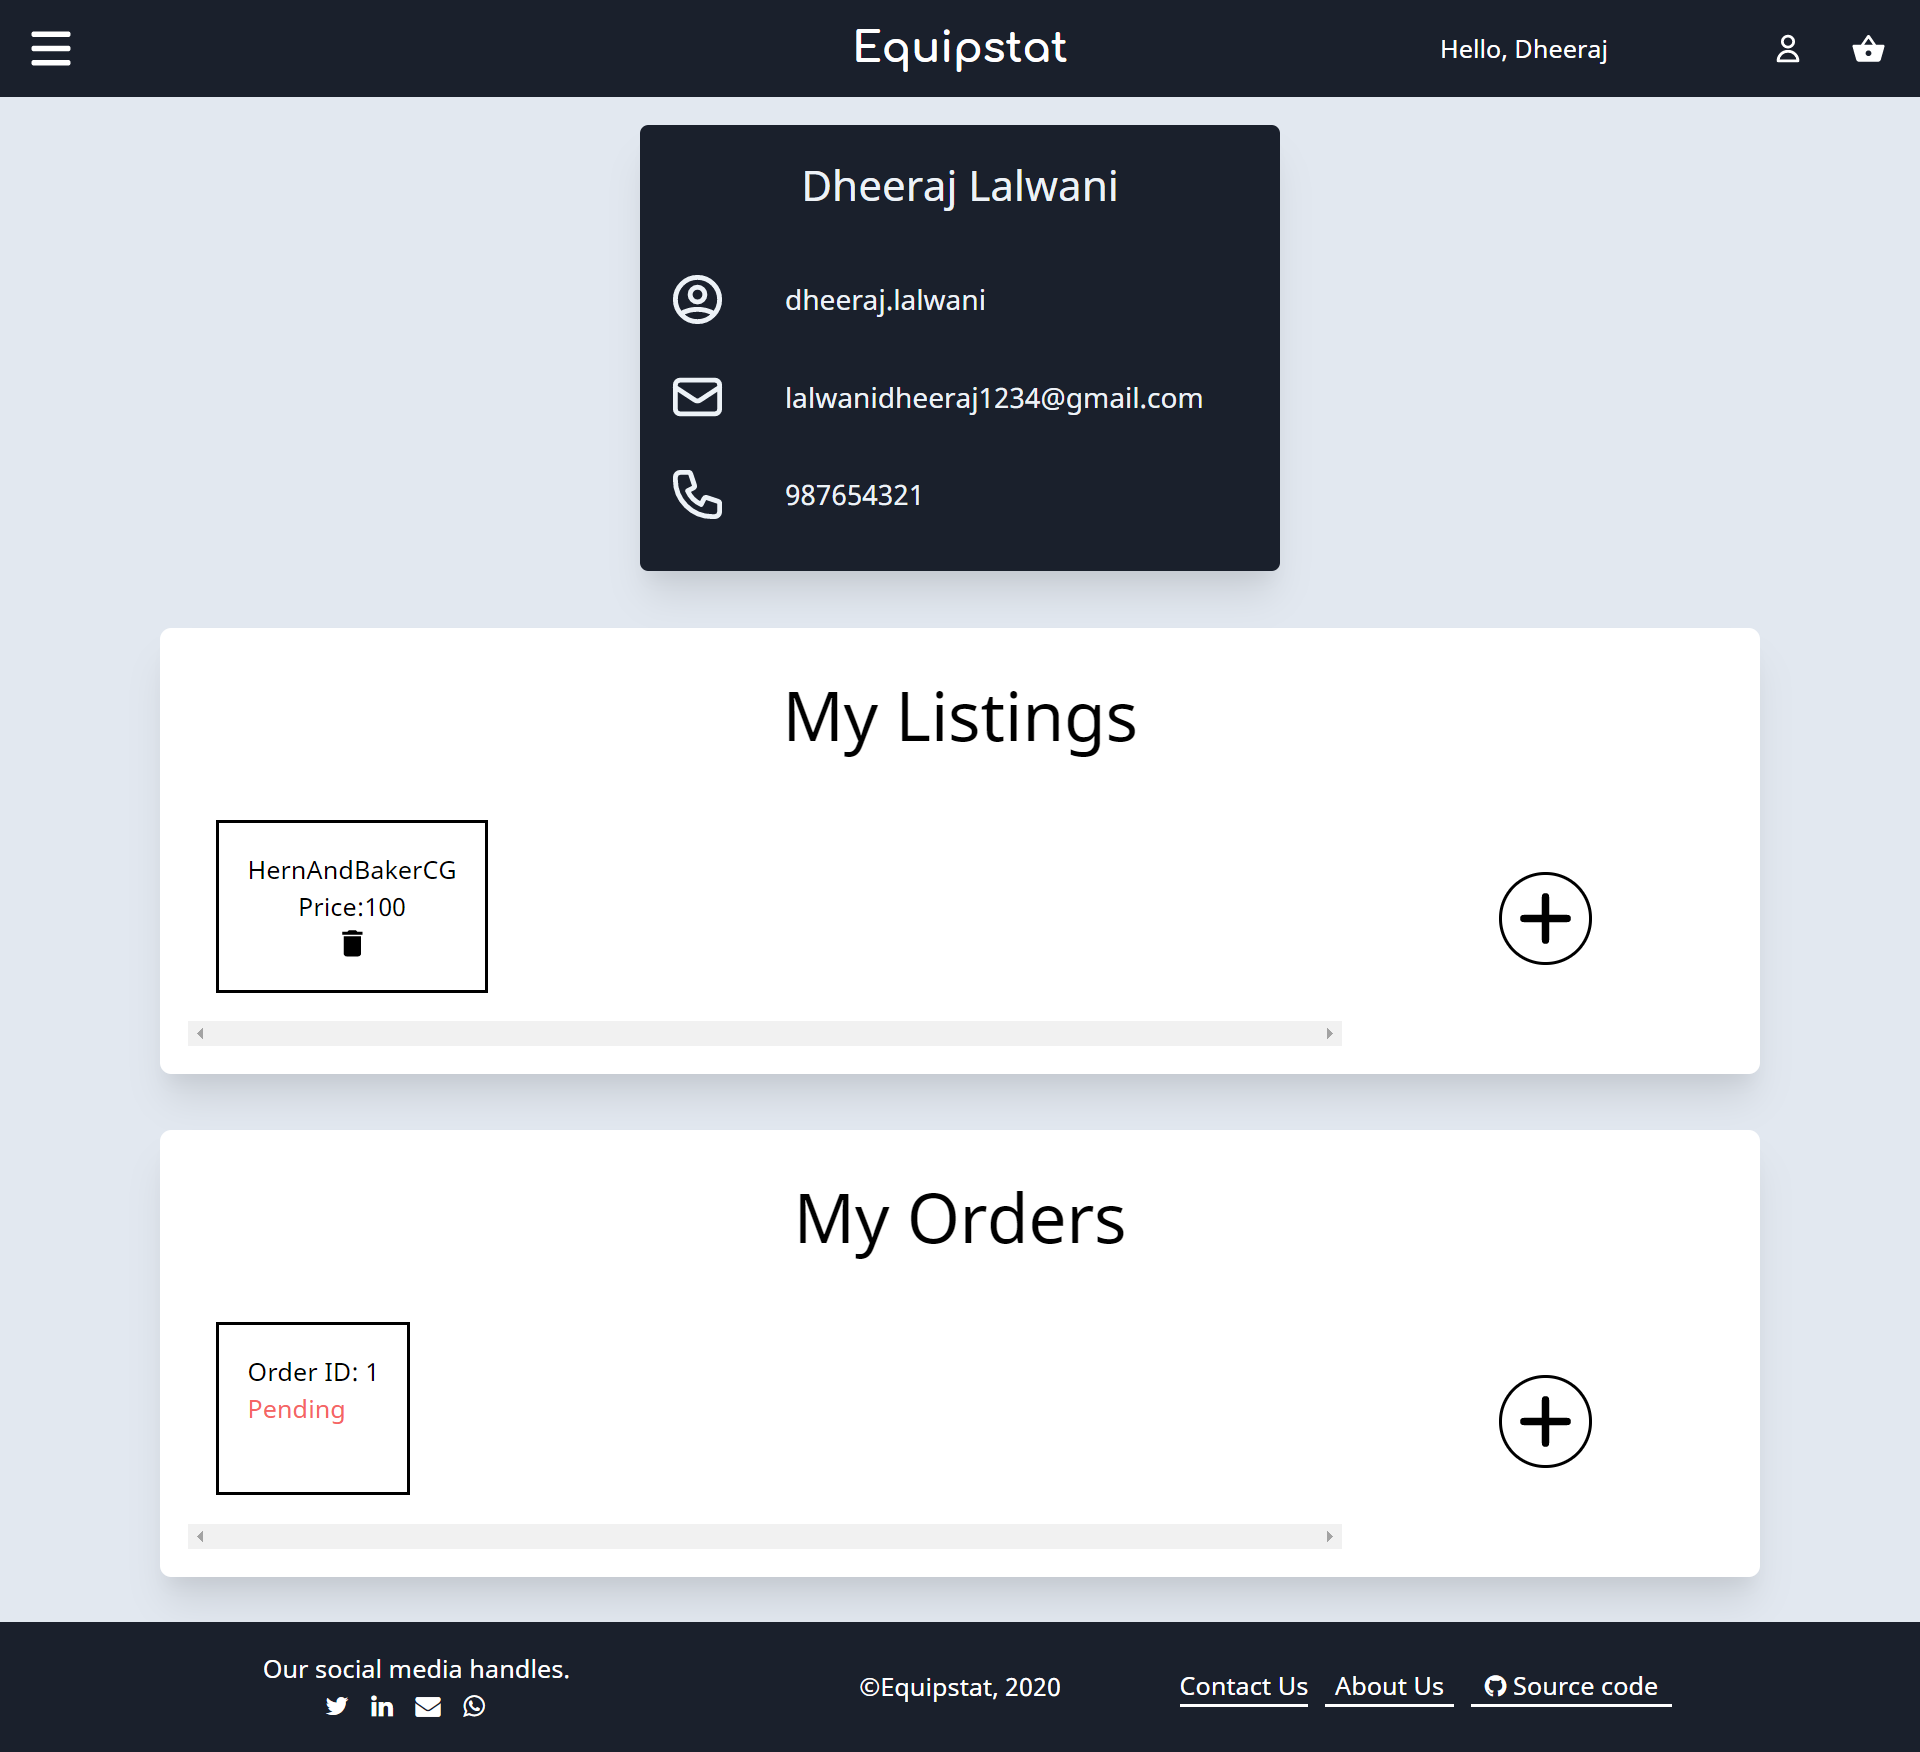 Equipstat
Hello, Dheeraj
Dheeraj Lalwani
dheeraj.lalwani
lalwanidheeraj1234@gmail.com
987654321
My Listings
HernAndBakerCG
Price:100
My Orders
Order ID: 1
Pending
Our social media handles.
©Equipstat, 2020
Contact Us
About Us
Source code